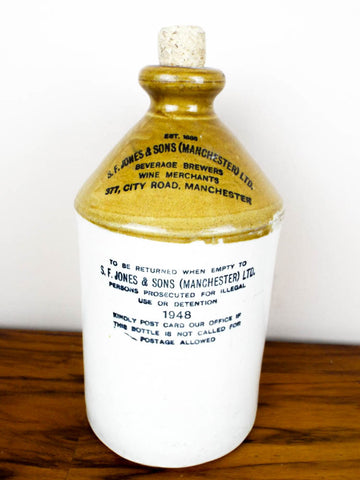 EST. 1866
S. F. JONES & SONS (MANCHESTER) LTD.
BEVERAGE BREWERS
WINE MERCHANTS
377, CITY ROAD, MANCHESTER
TO BE RETURNED WHEN EMPTY TO
S. F. JONES & SONS (MANCHESTER) LTD.
PERSONS PROSECUTED FOR ILLEGAL
USE OR DETENTION
1948
KINDLY POST CARD OUR OFFICE IF
THIS BOTTLE IS NOT CALLED FOR
POSTAGE ALLOWED